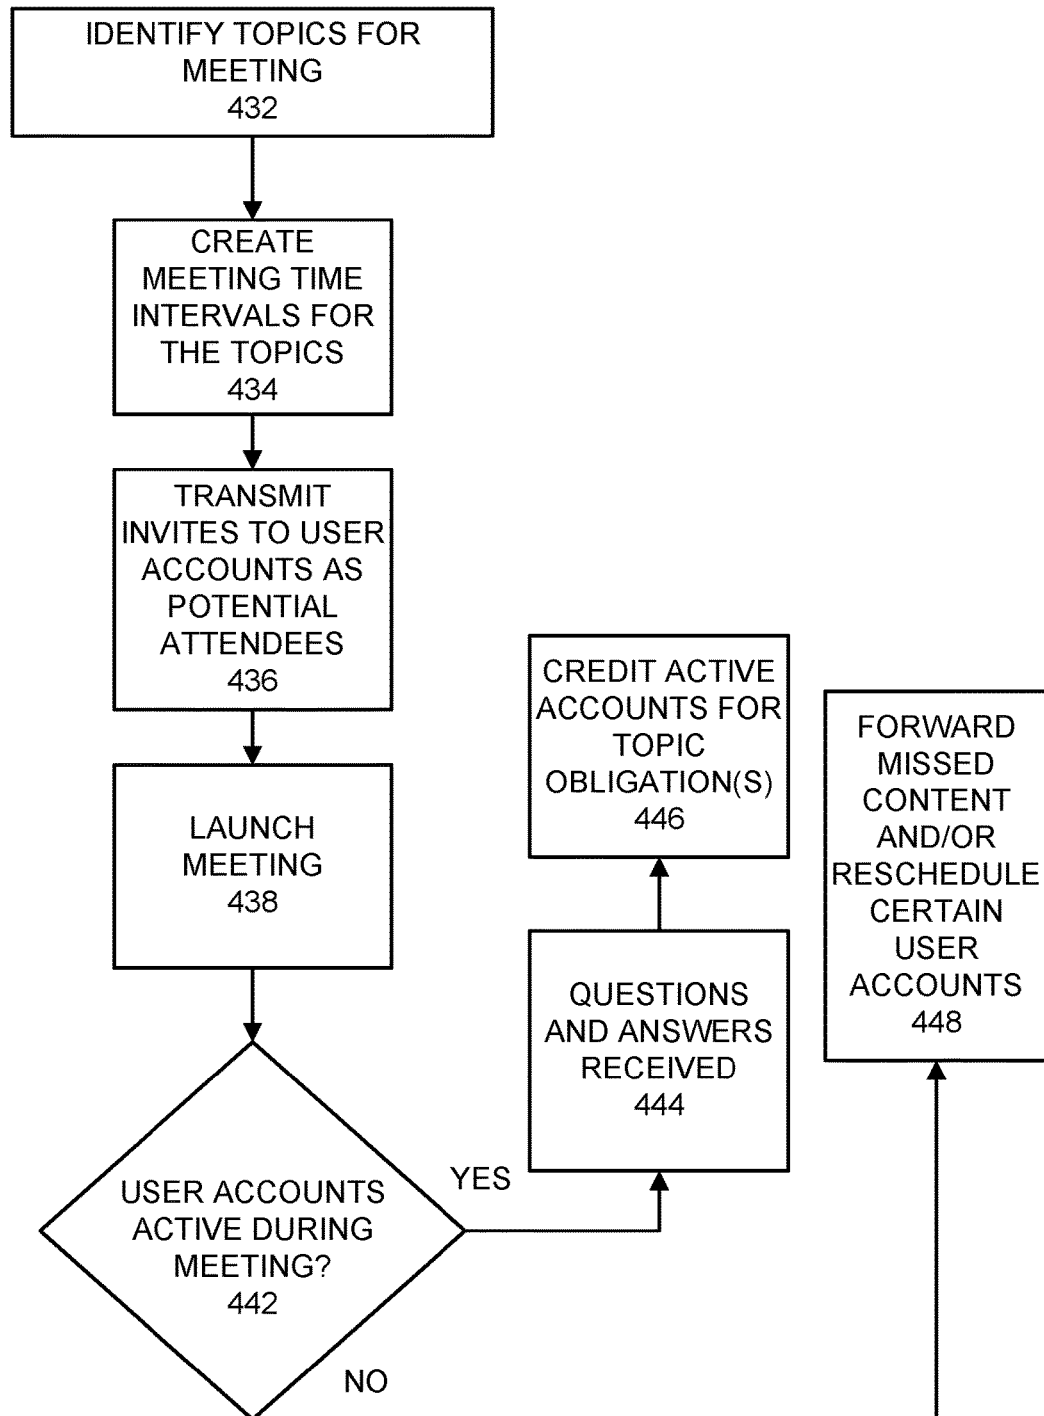 IDENTIFY TOPICS FOR
MEETING
432
CREATE
MEETING TIME
INTERVALS FOR
THE TOPICS
434
TRANSMIT
INVITES TO USER
ACCOUNTS AS
POTENTIAL
ATTENDEES
436
LAUNCH
MEETING
438
USER ACCOUNTS
ACTIVE DURING
MEETING?
442
YES
NO
QUESTIONS
AND ANSWERS
RECEIVED
444
CREDIT ACTIVE
ACCOUNTS FOR
TOPIC
OBLIGATION(S)
446
FORWARD
MISSED
CONTENT
AND/OR
RESCHEDULE
CERTAIN
USER
ACCOUNTS
448